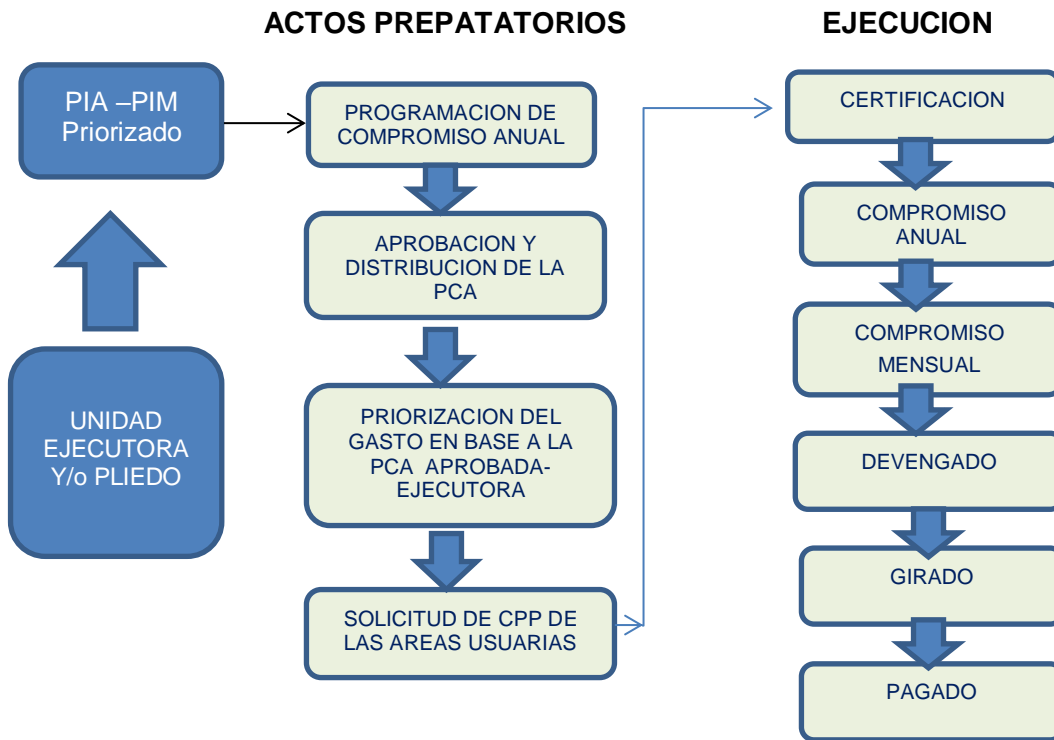 ACTOS PREPATATORIOS
EJECUCION
PIA –PIM
Priorizado
UNIDAD
EJECUTORA
Y/o PLIEDO
PROGRAMACION DE
COMPROMISO ANUAL
APROBACION Y
DISTRIBUCION DE LA
PCA
PRIORIZACION DEL
GASTO EN BASE A LA
PCA APROBADA-
EJECUTORA
SOLICITUD DE CPP DE
LAS AREAS USUARIAS
CERTIFICACION
COMPROMISO
ANUAL
COMPROMISO
MENSUAL
DEVENGADO
GIRADO
PAGADO